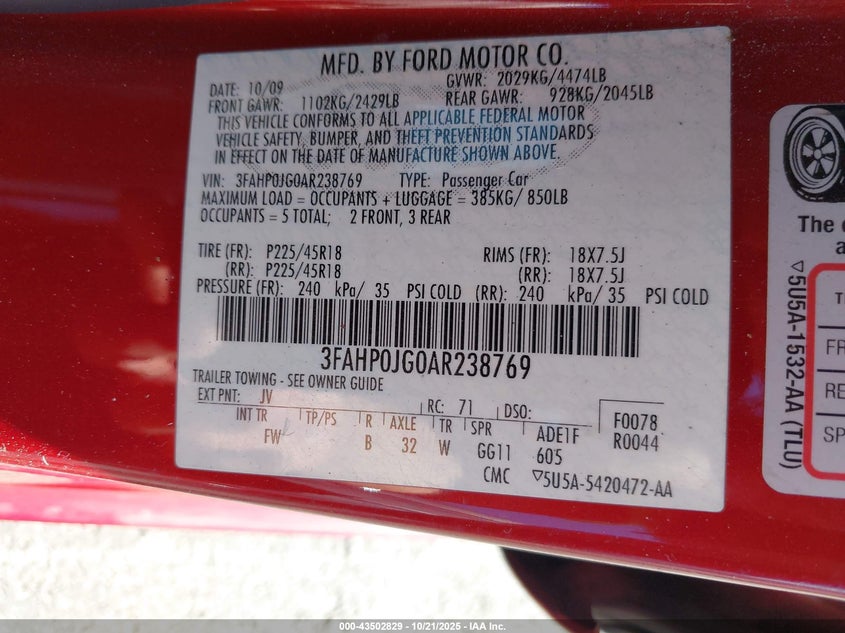 MFD. BY FORD MOTOR CO.
DATE: 10/09 GVWR: 2029KG/4474LB
FRONT GAWR: 1102KG/2429LB REAR GAWR: 928KG/2045LB
THIS VEHICLE CONFORMS TO ALL APPLICABLE FEDERAL MOTOR
VEHICLE SAFETY, BUMPER, AND THEFT PREVENTION STANDARDS
IN EFFECT ON THE DATE OF MANUFACTURE SHOWN ABOVE.
VIN: 3FAHP0JG0AR238769 TYPE: Passenger Car
MAXIMUM LOAD = OCCUPANTS + LUGGAGE = 385KG/ 850LB
OCCUPANTS = 5 TOTAL; 2 FRONT, 3 REAR
TIRE (FR): P225/45R18 RIMS (FR): 18X7.5J
(RR): P225/45R18 (RR): 18X7.5J
PRESSURE (FR): 240 kPa/ 35 PSI COLD (RR): 240 kPa/ 35 PSI COLD
3FAHP0JG0AR238769
TRAILER TOWING - SEE OWNER GUIDE
EXT PNT: JV RC: 71 DSO: F0078
INT TR TP/PS R AXLE TR SPR ADE1F R0044
FW B 32 W GG11 605
CMC ▽5U5A-5420472-AA
The
a
T
FR
RE
SP
▽5U5A-1532-AA (TLU)
000-43502829 - 10/21/2025 - IAA Inc.